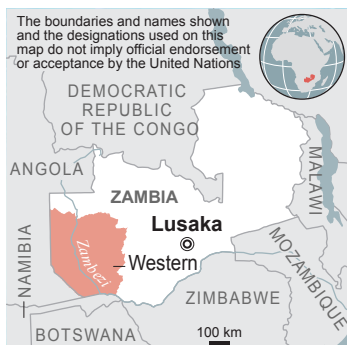 The boundaries and names shown
and the designations used on this
map do not imply official endorsement
or acceptance by the United Nations
DEMOCRATIC
REPUBLIC
OF THE CONGO
ANGOLA
ZAMBIA
MALAWI
Lusaka
Zambezi
Western
NAMIBIA
MOZAMBIQUE
ZIMBABWE
BOTSWANA
100 km